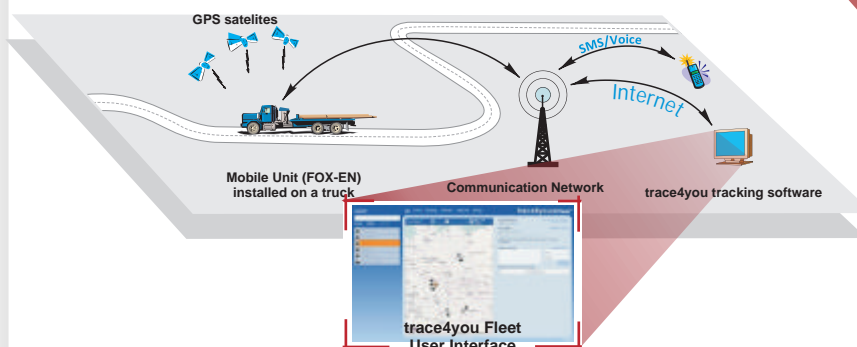 GPS satelites
SMS/Voice
Internet
Mobile Unit (FOX-EN)
installed on a truck
Communication Network
trace4you tracking software
trace4you Fleet
User Interface